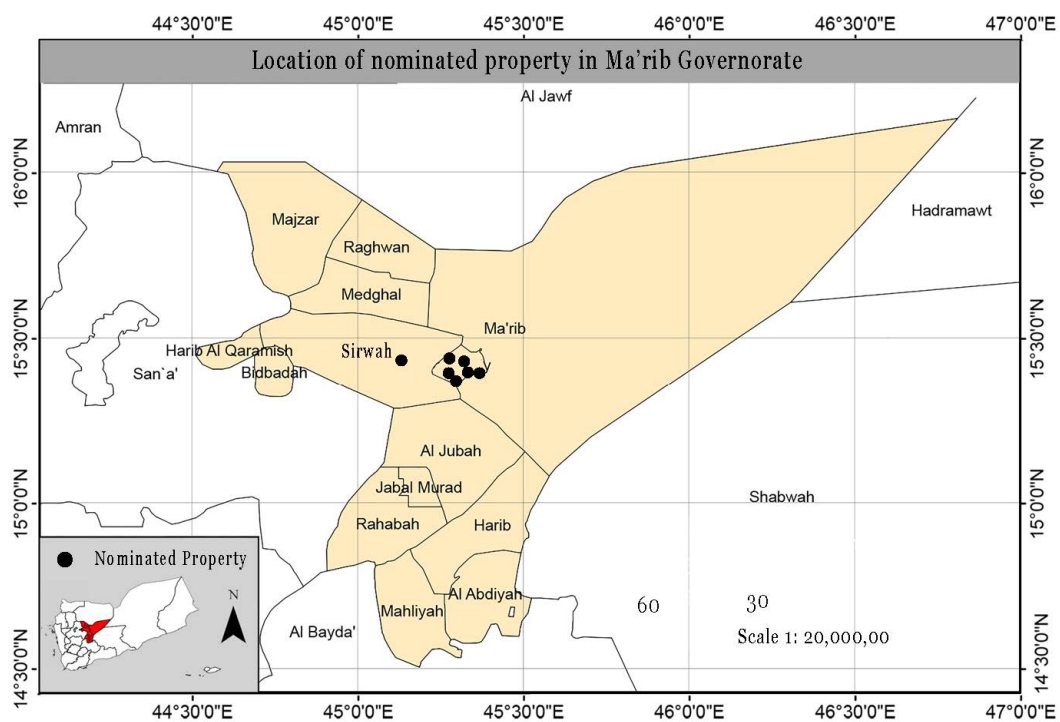 44°30'0"E 45°0'0"E 45°30'0"E 46°0'0"E 46°30'0"E 47°0'0"E
Location of nominated property in Ma'rib Governorate
Al Jawf
Amran
16°0'0"N 16°0'0"N
Hadramawt
Majzar
Raghwan
Medghal
Ma'rib
15°30'0"N 15°30'0"N
Harib Al Qaramish
Sirwah
San`a'
Bidbadah
Al Jubah
Jabal Murad
Shabwah
15°0'0"N 15°0'0"N
Rahabah
Harib
Nominated Property
N
Al Abdiyah
Mahliyah
60 30
Al Bayda'
Scale 1: 20,000,00
14°30'0"N 14°30'0"N
44°30'0"E 45°0'0"E 45°30'0"E 46°0'0"E 46°30'0"E 47°0'0"E